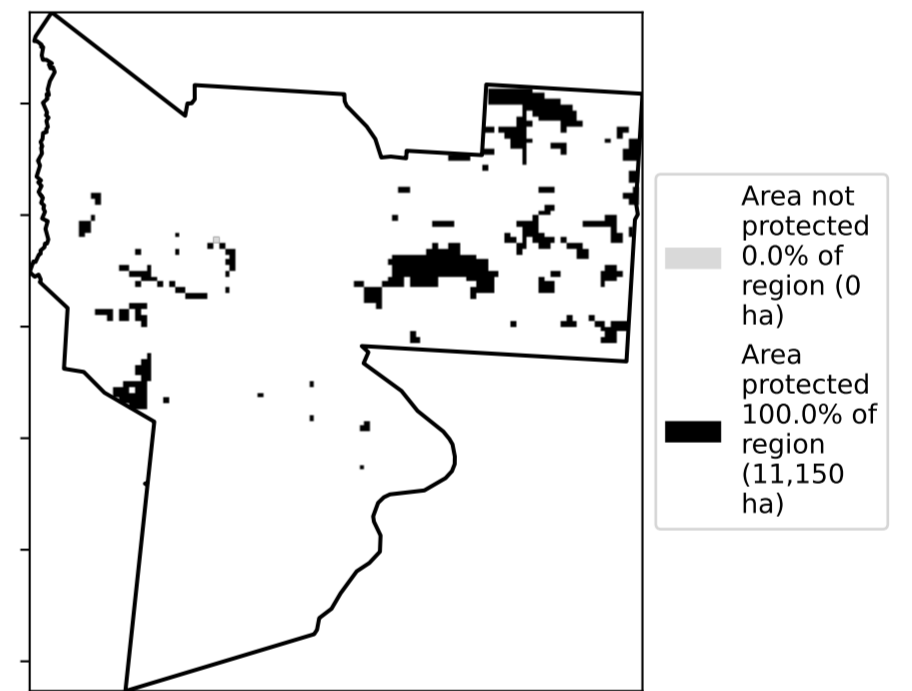 Area not
protected
0.0% of
region (0
ha)
Area
protected
100.0% of
region
(11,150
ha)